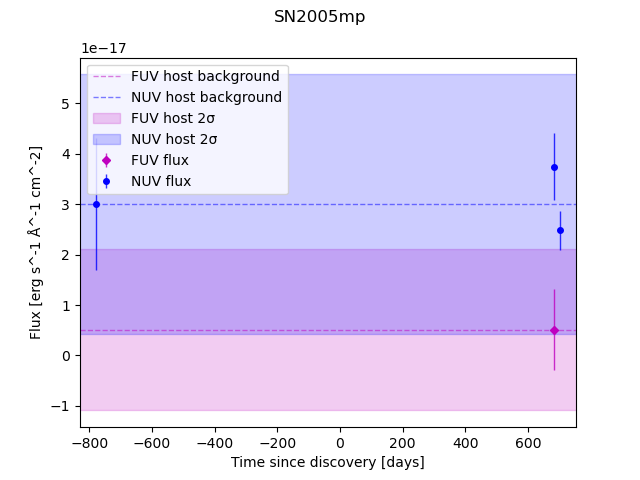 SN2005mp
1e−17
FUV host background
NUV host background
FUV host 2σ
NUV host 2σ
FUV flux
NUV flux
5
4
3
2
1
0
−1
Flux [erg s^-1 Å^-1 cm^-2]
−800 −600 −400 −200 0 200 400 600
Time since discovery [days]